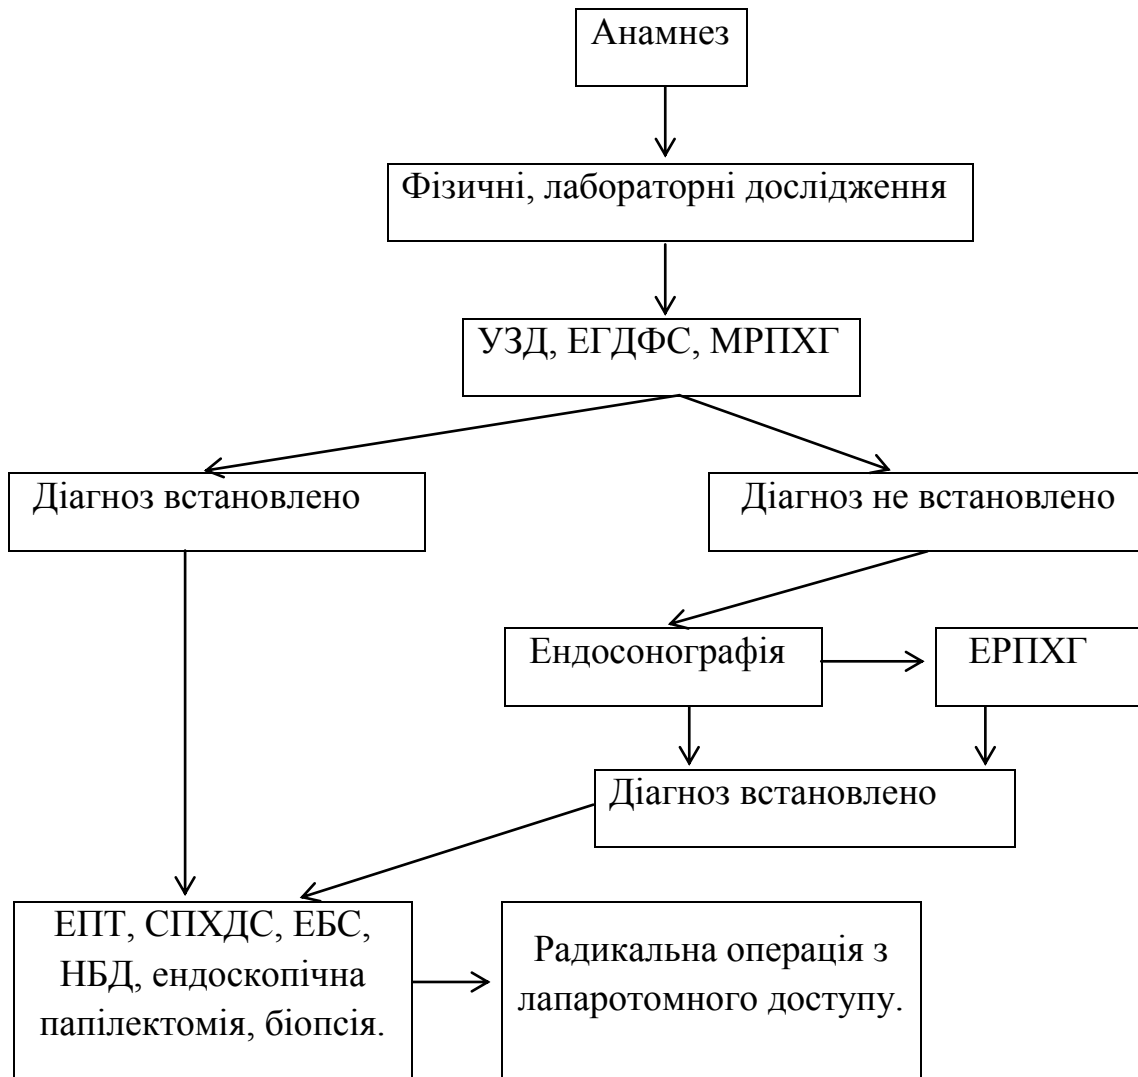 Анамнез
Фізичні, лабораторні дослідження
УЗД, ЕГДФС, МРПХГ
Діагноз встановлено
Діагноз не встановлено
Ендосонографія
ЕРПХГ
Діагноз встановлено
ЕПТ, СПХДС, ЕБС,
НБД, ендоскопічна
папілектомія, біопсія.
Радикальна операція з
лапаротомного доступу.